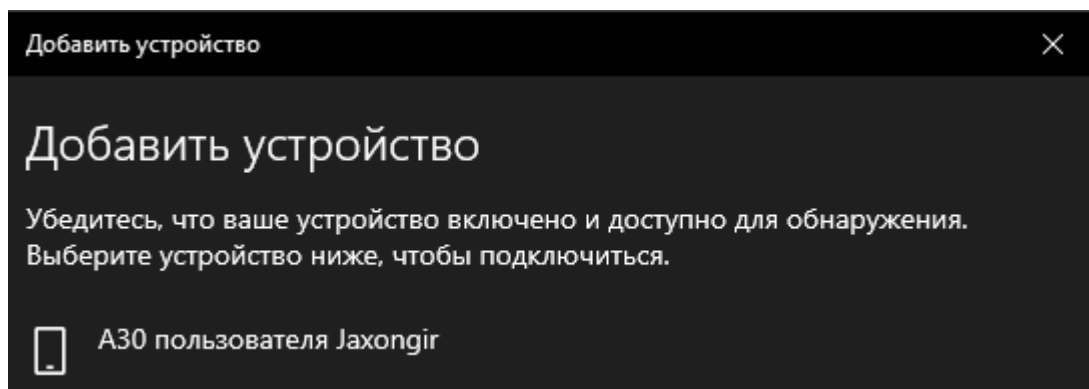 Добавить устройство
Добавить устройство
Убедитесь, что ваше устройство включено и доступно для обнаружения.
Выберите устройство ниже, чтобы подключиться.
A30 пользователя Jaxongir